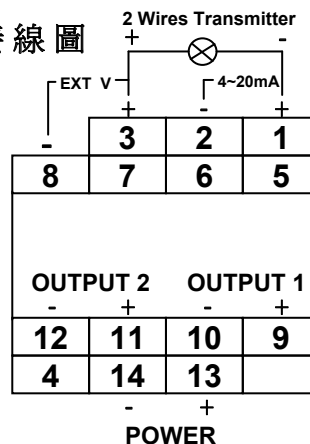 2 Wires Transmitter
線圖
+ -
EXT V 4~20mA
+ - +
3 2 1
-
8 7 6 5
OUTPUT 2 OUTPUT 1
- + - +
12 11 10 9
4 14 13
- +
POWER